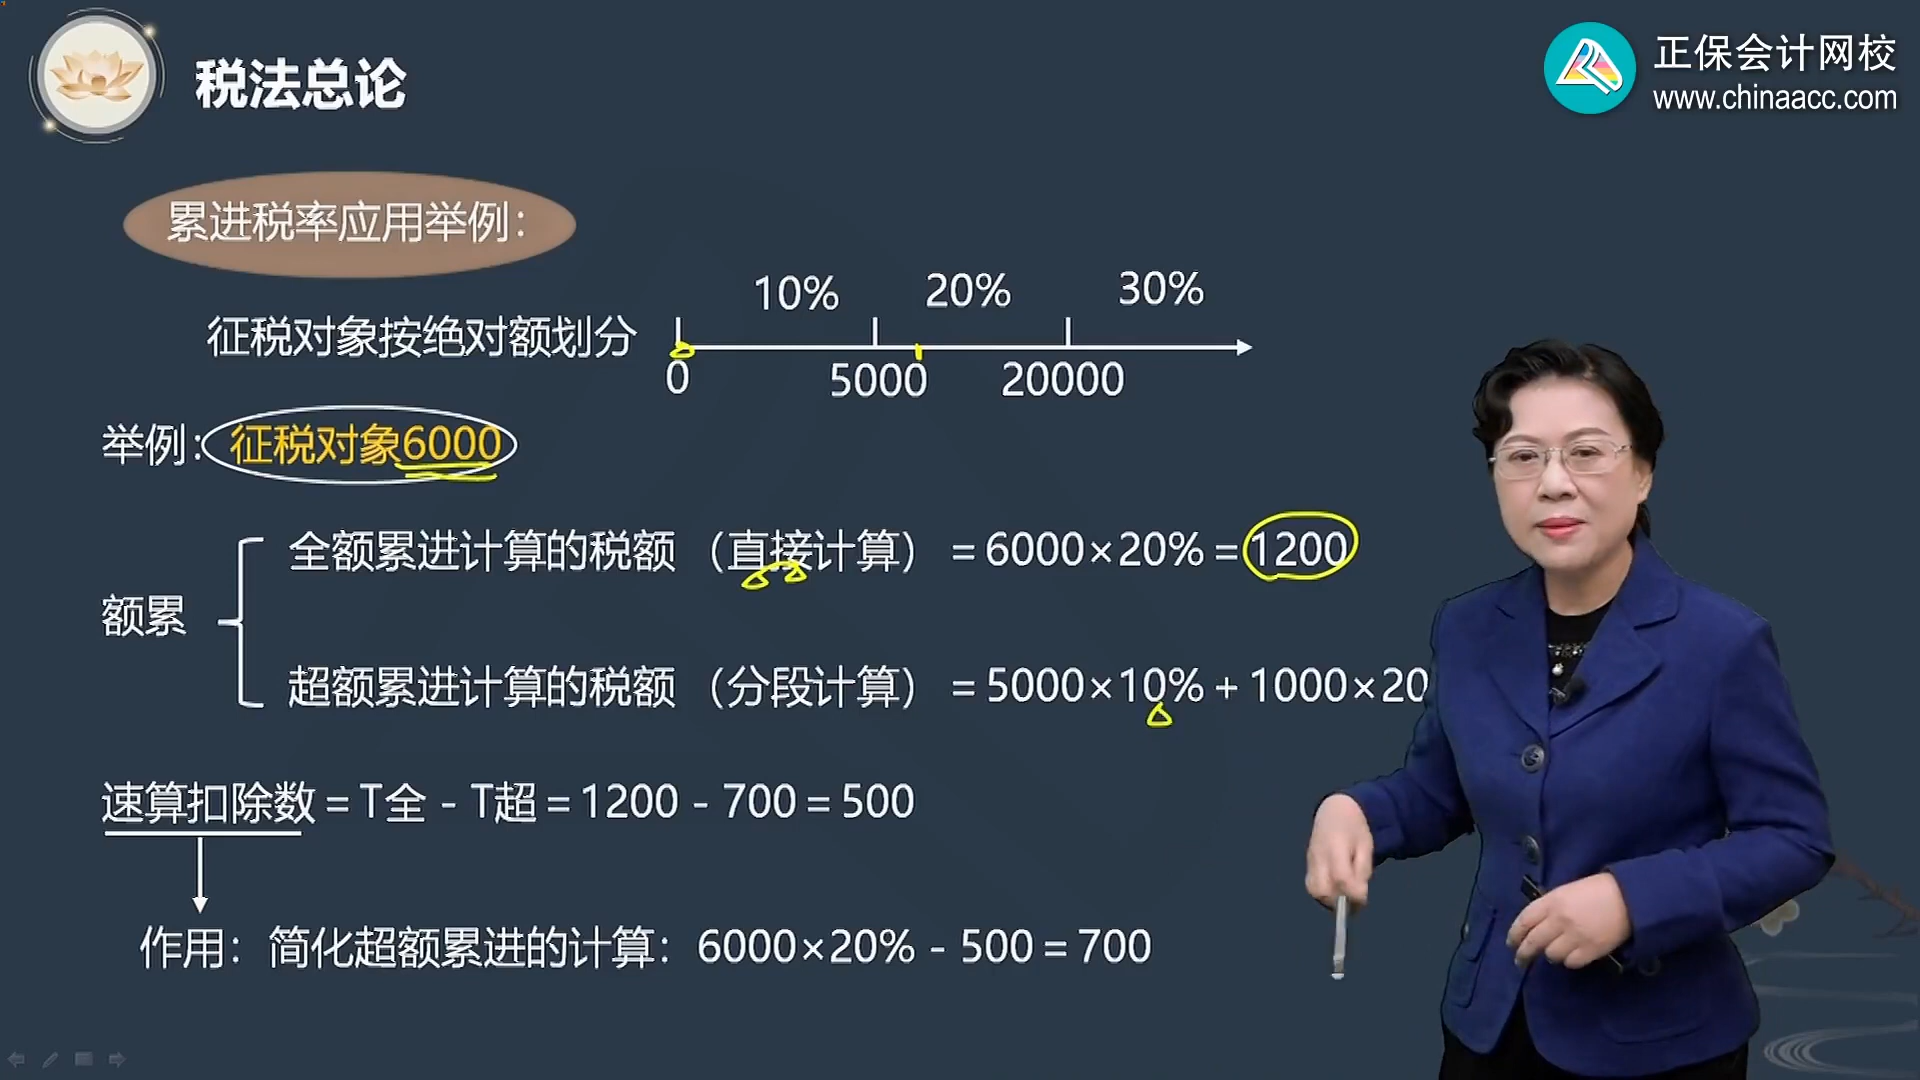 税法总论
正保会计网校
www.chinaacc.com
累进税率应用举例：
10% 20% 30%
征税对象按绝对额划分
0 5000 20000
举例：征税对象6000
全额累进计算的税额（直接计算）=6000×20%=1200
额累
超额累进计算的税额（分段计算）=5000×10%+1000×20
速算扣除数=T全-T超=1200-700=500
作用：简化超额累进的计算：6000×20%-500=700